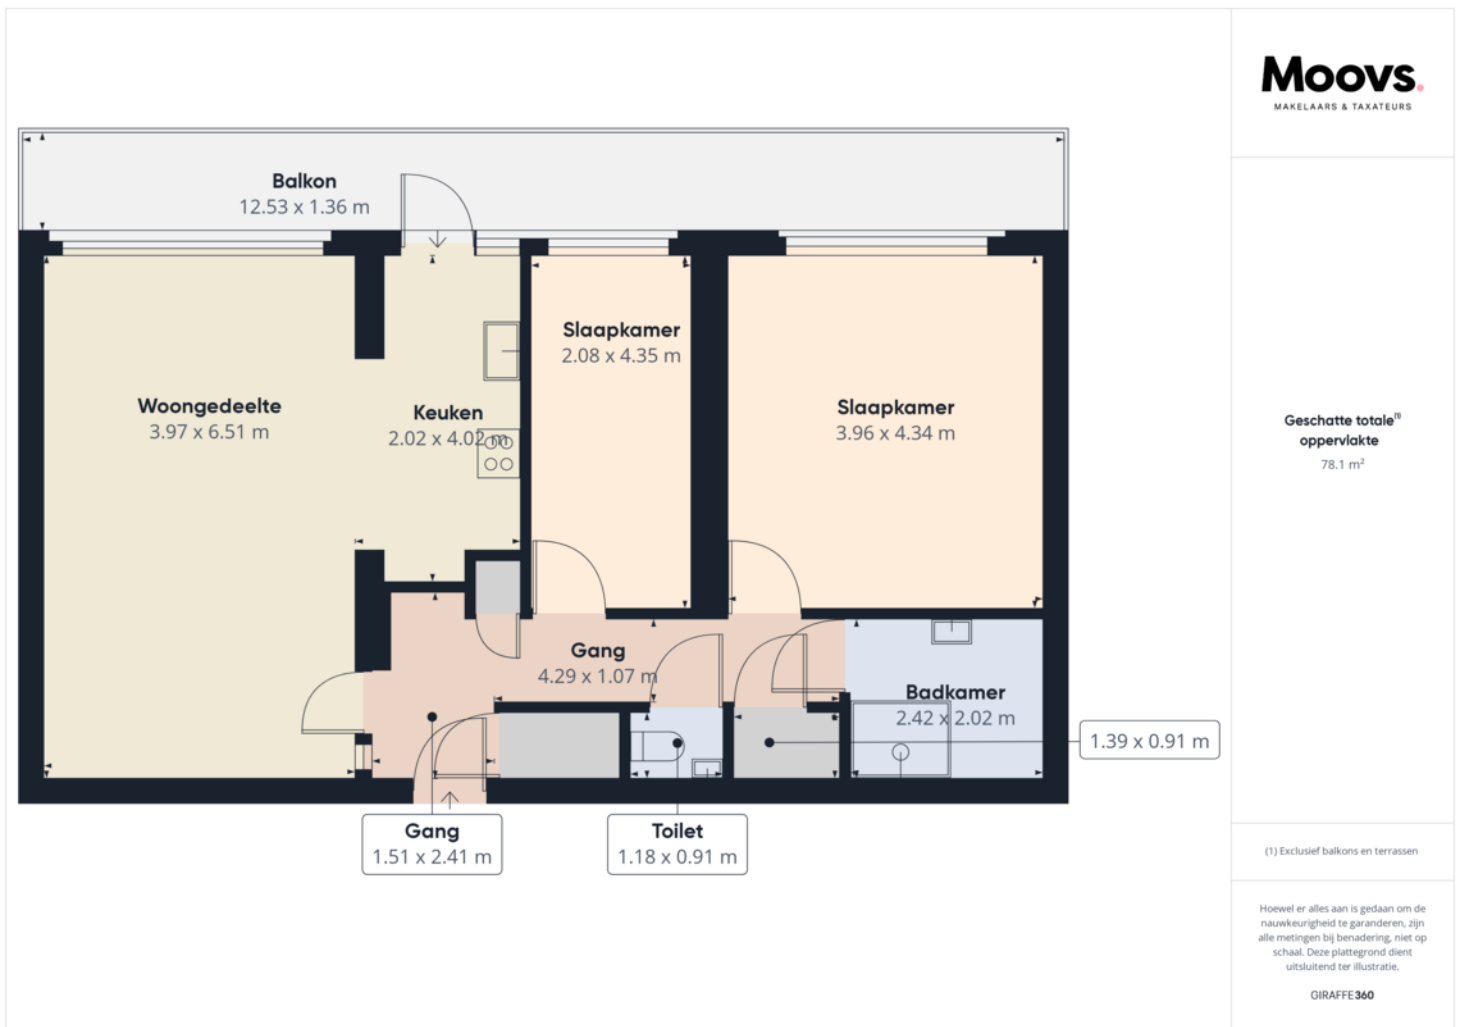 Moovs.
MAKELAARS & TAXATEURS
Balkon
12.53 x 1.36 m
Woongedeelte
3.97 x 6.51 m
Keuken
2.02 x 4.02 m
Slaapkamer
2.08 x 4.35 m
Slaapkamer
3.96 x 4.34 m
Gang
4.29 x 1.07 m
Badkamer
2.42 x 2.02 m
1.39 x 0.91 m
Gang
1.51 x 2.41 m
Toilet
1.18 x 0.91 m
Geschatte totale(1)
oppervlakte
78.1 m²
(1) Exclusief balkons en terrassen
Hoewel er alles aan is gedaan om de
nauwkeurigheid te garanderen, zijn
alle metingen bij benadering, niet op
schaal. Deze plattegrond dient
uitsluitend ter illustratie.
GIRAFFE360